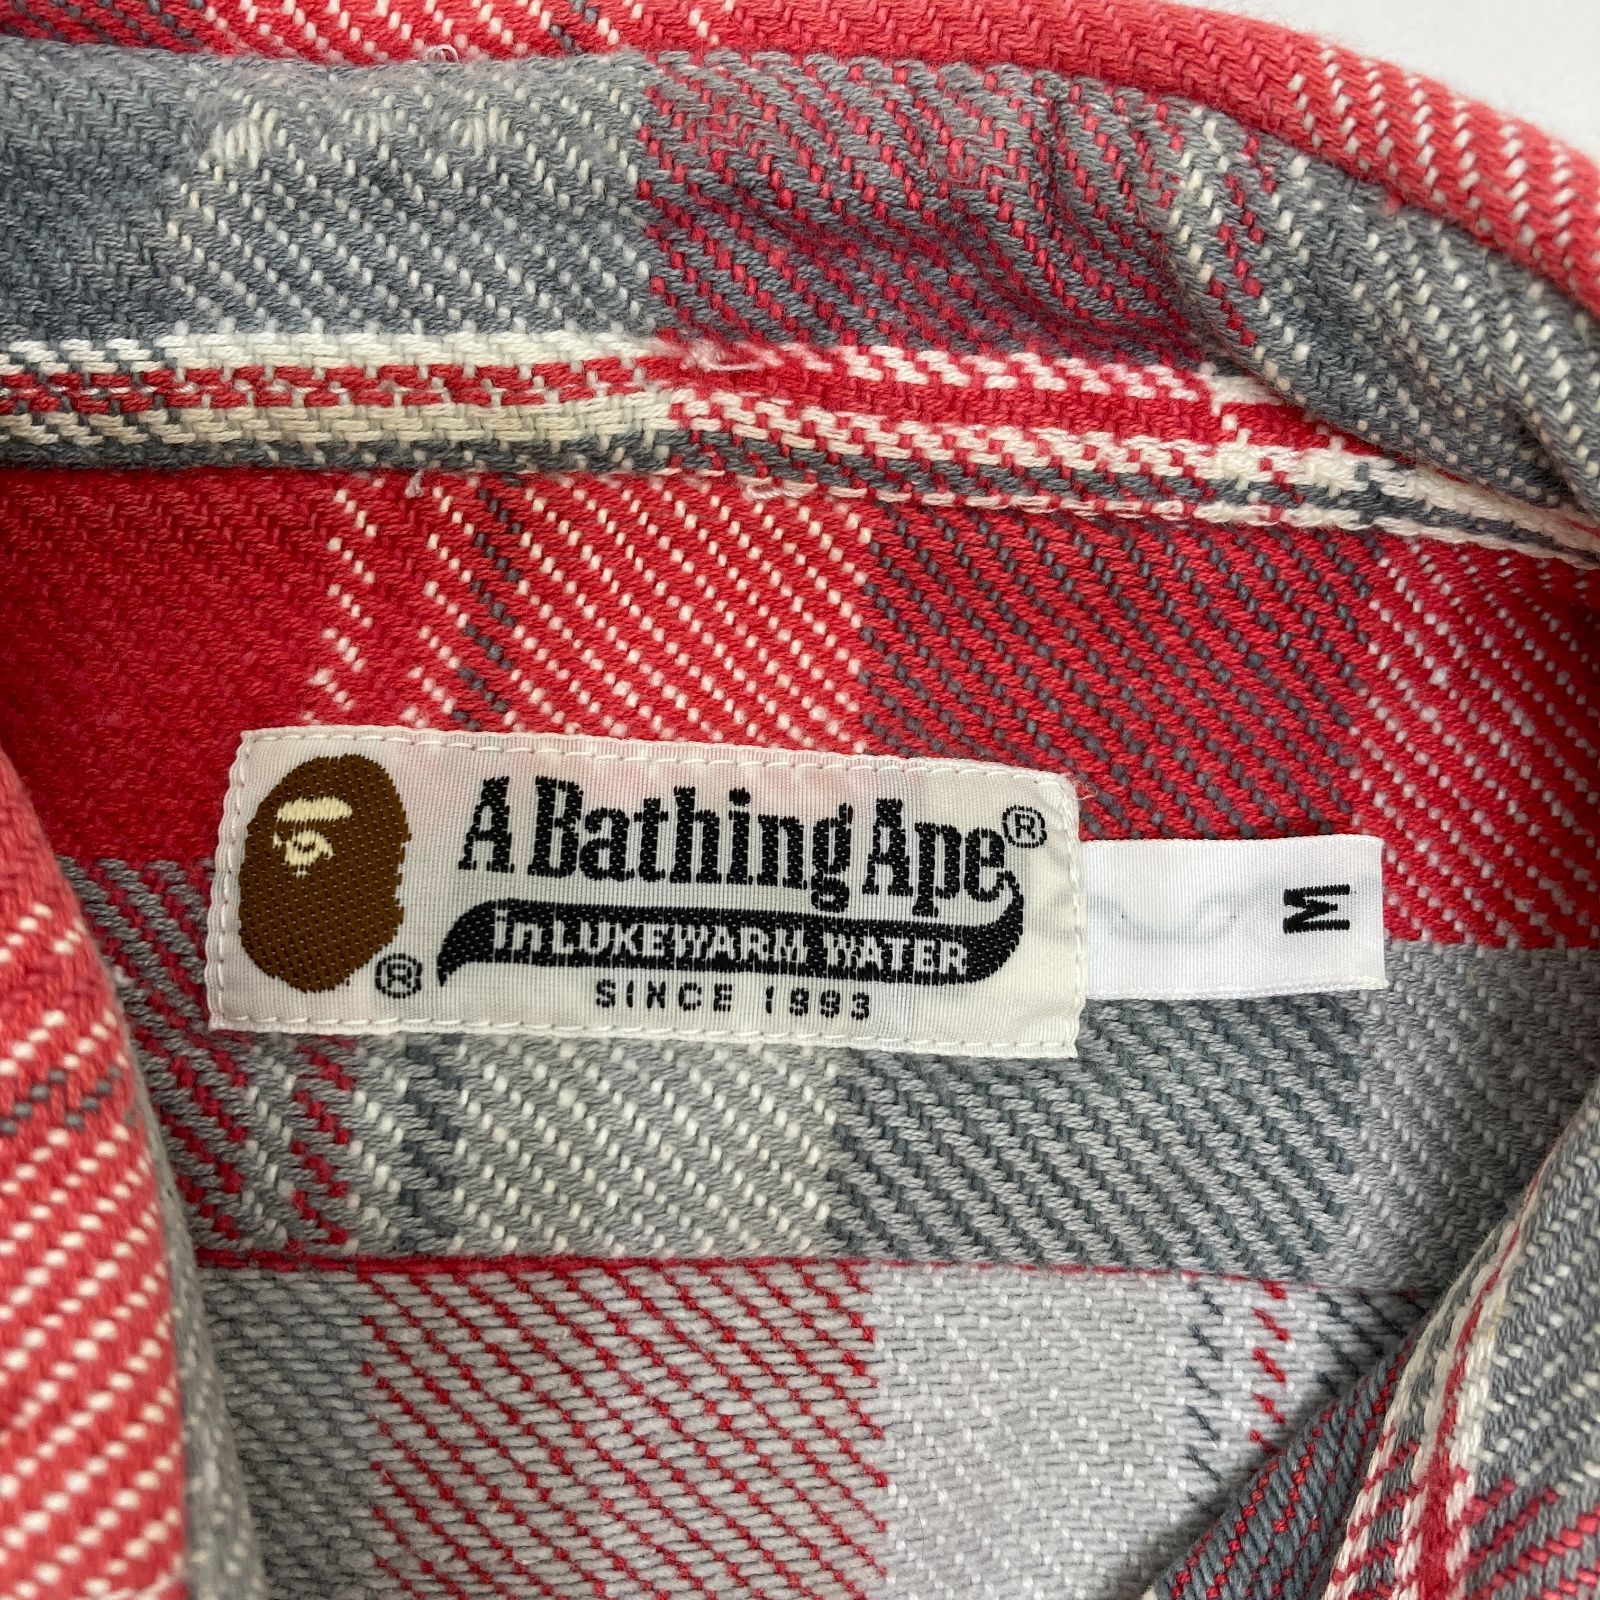 A Bathing Ape®
in LUKEWARM WATER
®
SINCE 1993
M